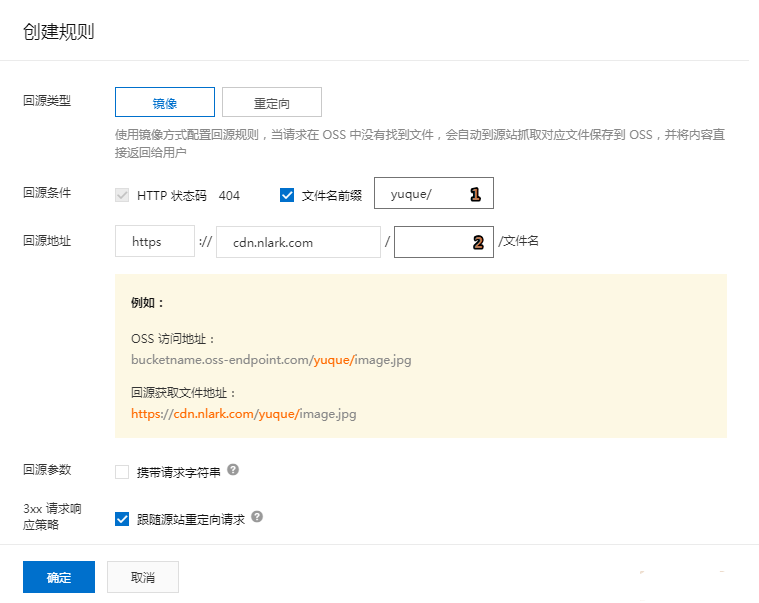 创建规则
回源类型 镜像 重定向
使用镜像方式配置回源规则，当请求在 OSS 中没有找到文件，会自动到源站抓取对应文件保存到 OSS，并将内容直
接返回给用户
回源条件 HTTP 状态码 404 文件名前缀 yuque/ 1
回源地址 https :// cdn.nlark.com / 2 /文件名
例如：
OSS 访问地址：
bucketname.oss-endpoint.com/yuque/image.jpg
回源获取文件地址：
https://cdn.nlark.com/yuque/image.jpg
回源参数 携带请求字符串 ?
3xx 请求响
应策略 跟随源站重定向请求 ?
确定 取消